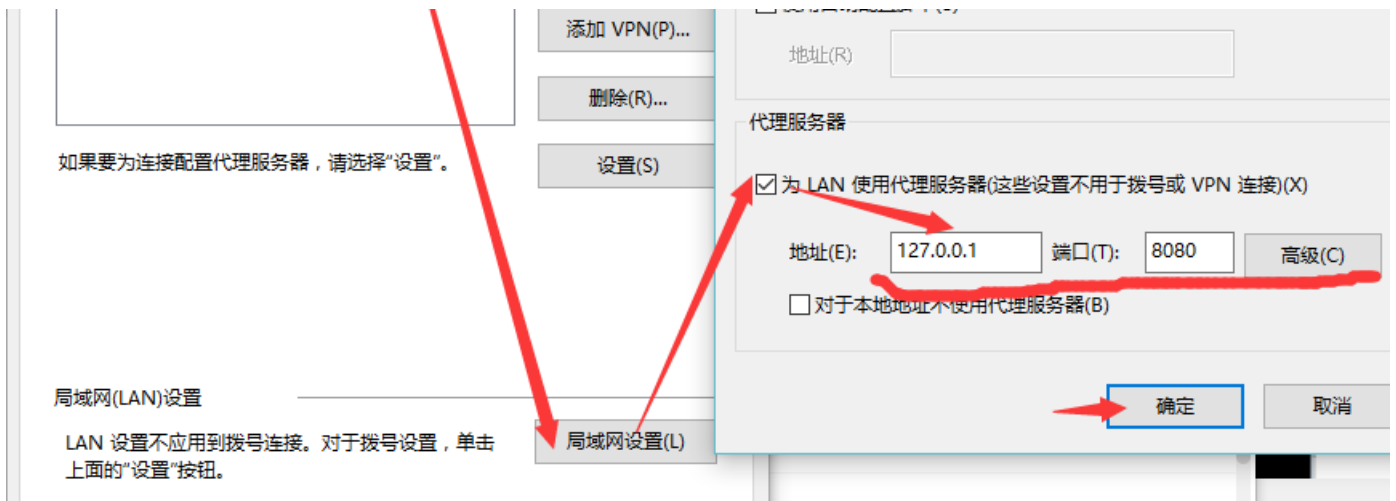 添加 VPN(P)...
删除(R)...
如果要为连接配置代理服务器，请选择“设置”。
设置(S)
局域网(LAN)设置
LAN 设置不应用到拨号连接。对于拨号设置，单击
上面的“设置”按钮。
局域网设置(L)
地址(R)
代理服务器
为 LAN 使用代理服务器(这些设置不用于拨号或 VPN 连接)(X)
地址(E): 127.0.0.1 端口(T): 8080 高级(C)
对于本地地址不使用代理服务器(B)
确定 取消